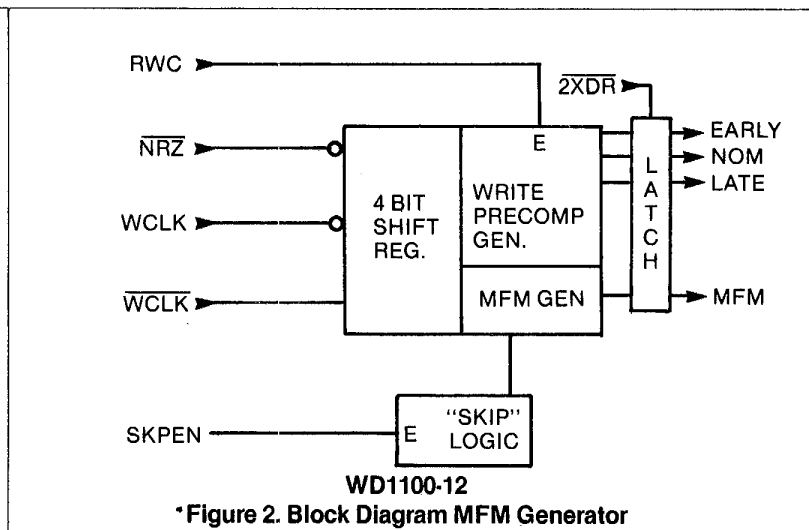 RWC
2XDR
NRZ
WCLK
WCLK
SKPEN
4 BIT
SHIFT
REG.
E
WRITE
PRECOMP
GEN.
MFM GEN
LATCH
EARLY
NOM
LATE
MFM
E
"SKIP"
LOGIC
WD1100-12
Figure 2. Block Diagram MFM Generator